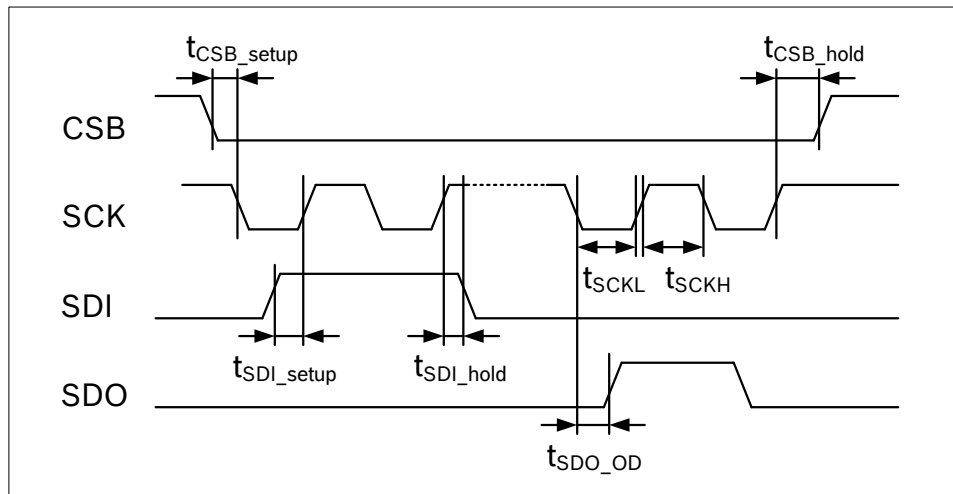 tCSB_setup
tCSB_hold
CSB
SCK
tSCKL
tSCKH
SDI
tSDI_setup
tSDI_hold
SDO
tSDO_OD